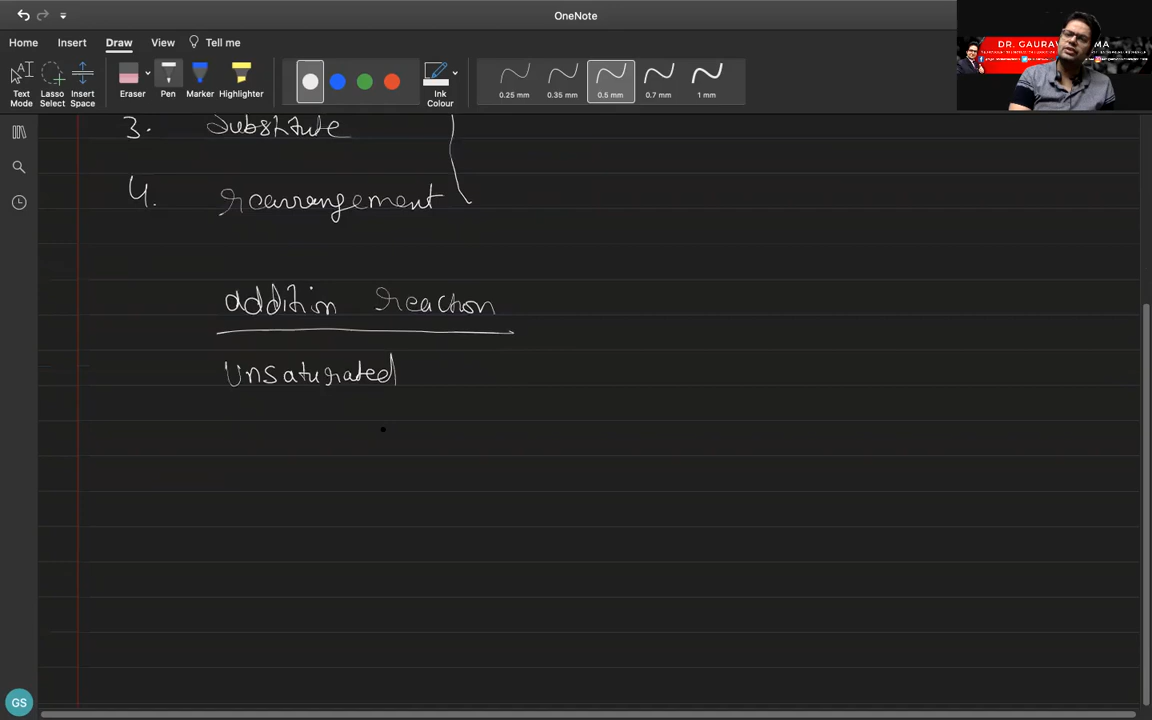 OneNote
Home Insert Draw View Tell me
DR. GAURAV
MA
Text Mode Lasso Select Insert Space Eraser Pen Marker Highlighter Ink Colour 0.25 mm 0.35 mm 0.5 mm 0.7 mm 1 mm
3. Substitute
4. rearrangement
addition reaction
Unsaturated
GS